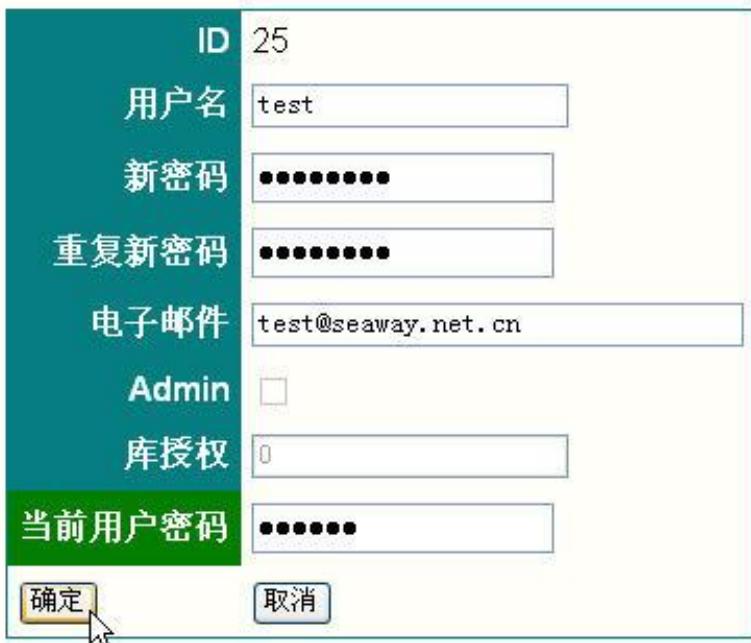 ID 25
用户名 test
新密码 ●●●●●●●●
重复新密码 ●●●●●●●●
电子邮件 test@seaway.net.cn
Admin
库授权 0
当前用户密码 ●●●●●●
确定 取消